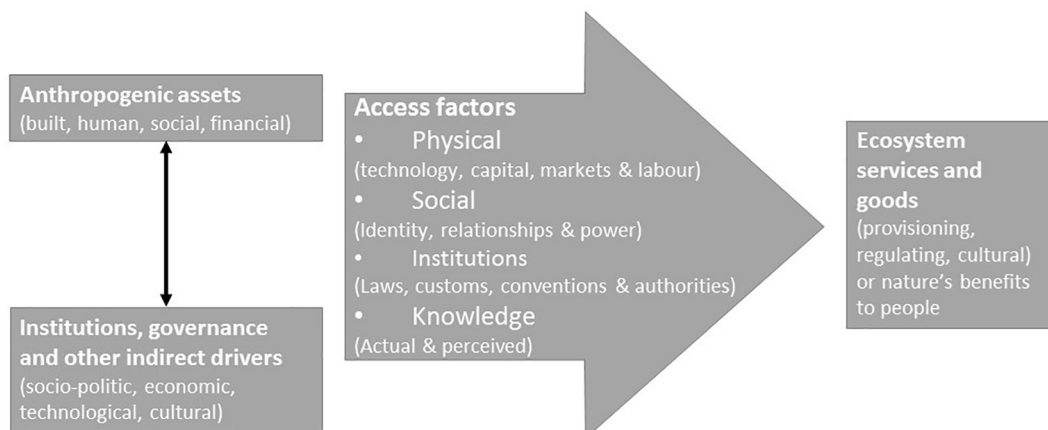 Anthropogenic assets
(built, human, social, financial)
Institutions, governance
and other indirect drivers
(socio-politic, economic,
technological, cultural)
Access factors
• Physical
(technology, capital, markets & labour)
• Social
(Identity, relationships & power)
• Institutions
(Laws, customs, conventions & authorities)
• Knowledge
(Actual & perceived)
Ecosystem
services and
goods
(provisioning,
regulating, cultural)
or nature's benefits
to people